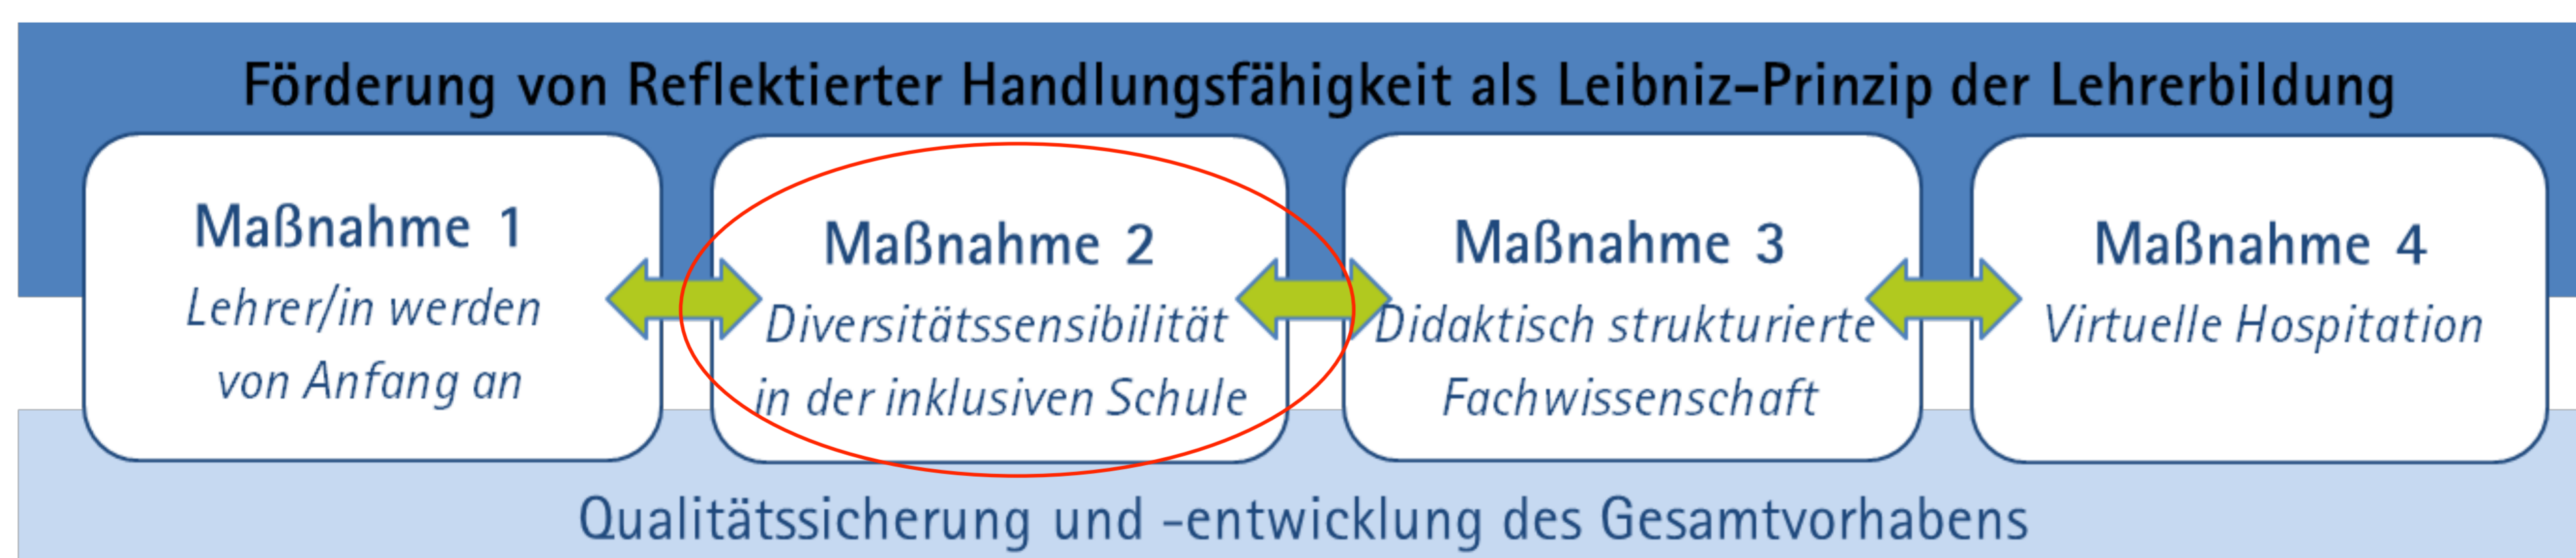 Förderung von Reflektierter Handlungsfähigkeit als Leibniz-Prinzip der Lehrerbildung
Maßnahme 1
Lehrer/in werden
von Anfang an
Maßnahme 2
Diversitätssensibilität
in der inklusiven Schule
Maßnahme 3
Didaktisch strukturierte
Fachwissenschaft
Maßnahme 4
Virtuelle Hospitation
Qualitätssicherung und -entwicklung des Gesamtvorhabens